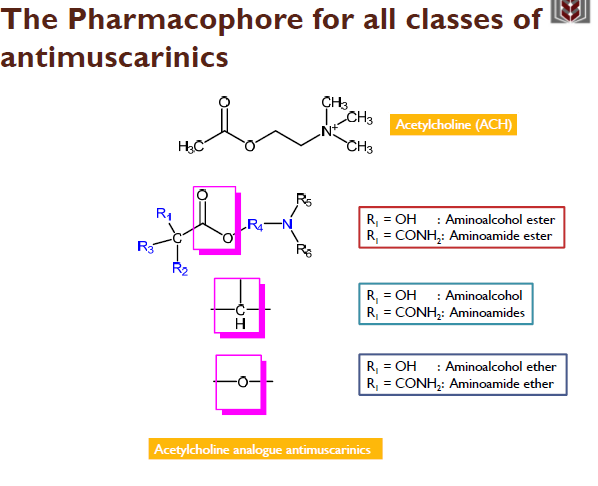 The Pharmacophore for all classes of
antimuscarinics
O
CH₃
CH₃
N⁺
H₃C
O
CH₃
Acetylcholine (ACH)
O
R₅
R₁
R₄
N
C
O
R₃
R₂
R₆
R₁ = OH : Aminoalcohol ester
R₁ = CONH₂: Aminoamide ester
C
H
R₁ = OH : Aminoalcohol
R₁ = CONH₂: Aminoamides
O
R₁ = OH : Aminoalcohol ether
R₁ = CONH₂: Aminoamide ether
Acetylcholine analogue antimuscarinics